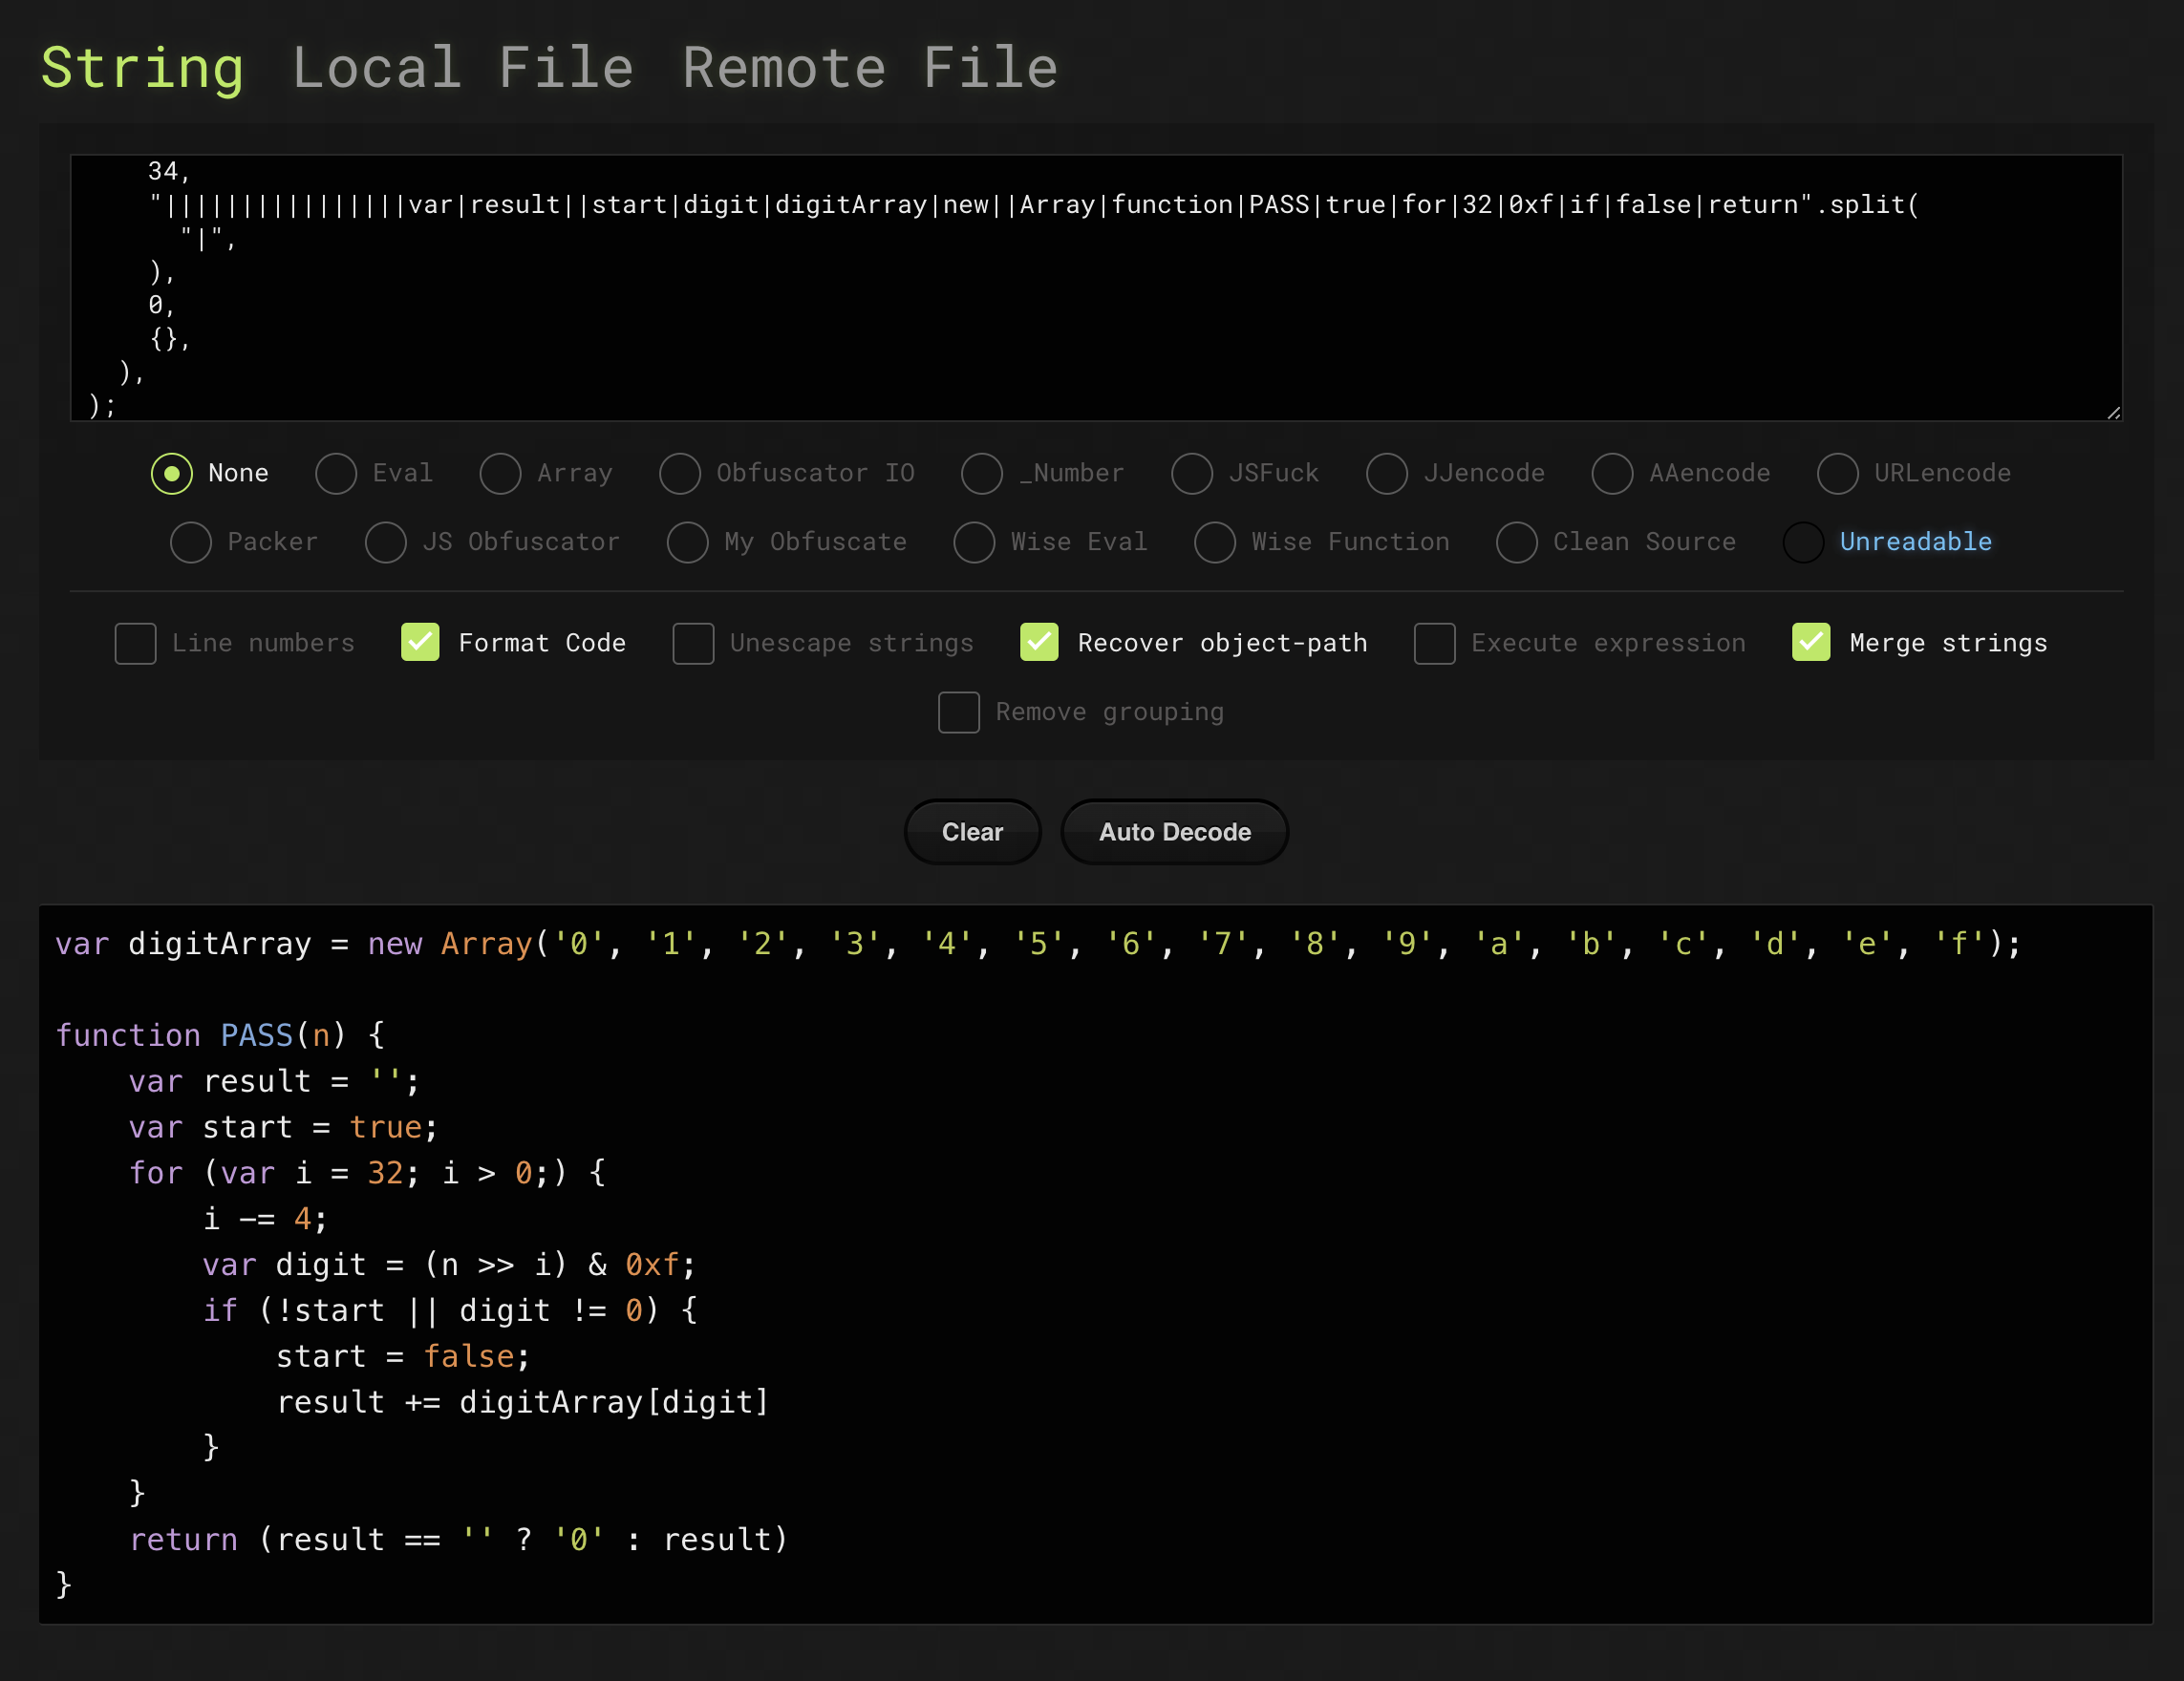 String Local File Remote File
34,
"||||||||||||||||var|result||start|digit|digitArray|new||Array|function|PASS|true|for|32|0xf|if|false|return".split(
"|",
),
0,
{},
),
);
None Eval Array Obfuscator IO _Number JSFuck JJencode AAencode URLencode
Packer JS Obfuscator My Obfuscate Wise Eval Wise Function Clean Source Unreadable
Line numbers Format Code Unescape strings Recover object-path Execute expression Merge strings
Remove grouping
Clear Auto Decode
var digitArray = new Array('0', '1', '2', '3', '4', '5', '6', '7', '8', '9', 'a', 'b', 'c', 'd', 'e', 'f');
function PASS(n) {
var result = '';
var start = true;
for (var i = 32; i > 0;) {
i -= 4;
var digit = (n >> i) & 0xf;
if (!start || digit != 0) {
start = false;
result += digitArray[digit]
}
}
return (result == '' ? '0' : result)
}